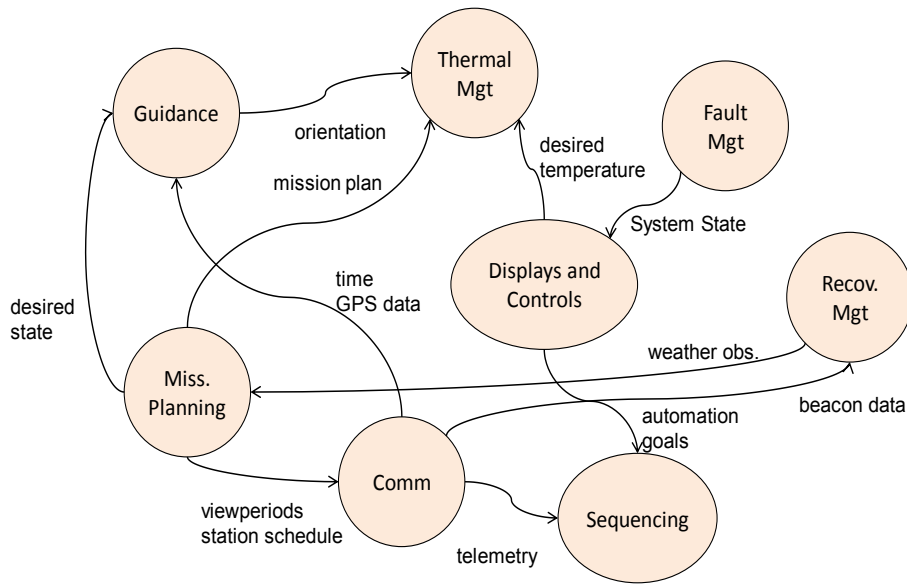 Thermal
Mgt
Guidance
Fault
Mgt
orientation
desired
temperature
mission plan
System State
Displays and
Controls
time
GPS data
Recov.
Mgt
desired
state
weather obs.
Miss.
Planning
beacon data
automation
goals
Comm
viewperiods
station schedule
Sequencing
telemetry